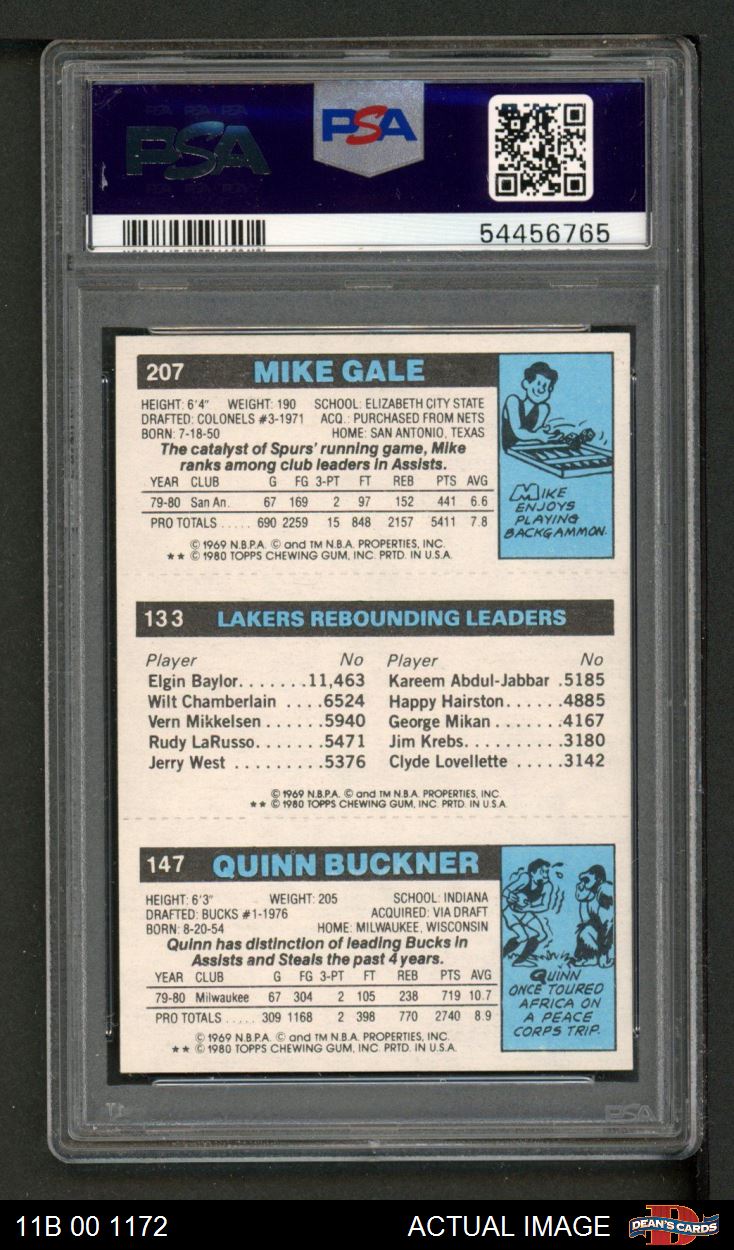 PSA PSA PSA
PSA
PSA PSA PSA
PSA
54456765
207 MIKE GALE
HEIGHT: 6'4" WEIGHT: 190 SCHOOL: ELIZABETH CITY STATE
DRAFTED: COLONELS #3-1971 ACQ.: PURCHASED FROM NETS
BORN: 7-18-50 HOME: SAN ANTONIO, TEXAS
The catalyst of Spurs' running game, Mike
ranks among club leaders in Assists.
YEAR CLUB G FG 3-PT FT REB PTS AVG
79-80 San An. 67 169 2 97 152 441 6.6
PRO TOTALS ..... 690 2259 15 848 2157 5411 7.8
© 1969 N.B.P.A. © and TM N.B.A. PROPERTIES, INC.
★★ © 1980 TOPPS CHEWING GUM, INC. PRTD. IN U.S.A.
MIKE
ENJOYS
PLAYING
BACKGAMMON.
133 LAKERS REBOUNDING LEADERS
Player No Player No
Elgin Baylor. . . . . . .11,463 Kareem Abdul-Jabbar .5185
Wilt Chamberlain . . . .6524 Happy Hairston. . . . . .4885
Vern Mikkelsen . . . . . .5940 George Mikan . . . . . . .4167
Rudy LaRusso. . . . . . .5471 Jim Krebs. . . . . . . . . .3180
Jerry West . . . . . . . . .5376 Clyde Lovellette . . . . .3142
© 1969 N.B.P.A. © and TM N.B.A. PROPERTIES, INC.
★★ © 1980 TOPPS CHEWING GUM, INC. PRTD. IN U.S.A.
147 QUINN BUCKNER
HEIGHT: 6'3" WEIGHT: 205 SCHOOL: INDIANA
DRAFTED: BUCKS #1-1976 ACQUIRED: VIA DRAFT
BORN: 8-20-54 HOME: MILWAUKEE, WISCONSIN
Quinn has distinction of leading Bucks in
Assists and Steals the past 4 years.
YEAR CLUB G FG 3-PT FT REB PTS AVG
79-80 Milwaukee 67 304 2 105 238 719 10.7
PRO TOTALS ..... 309 1168 2 398 770 2740 8.9
© 1969 N.B.P.A. © and TM N.B.A. PROPERTIES, INC.
★★ © 1980 TOPPS CHEWING GUM, INC. PRTD. IN U.S.A.
QUINN
ONCE TOURED
AFRICA ON
A PEACE
CORPS TRIP.
PSA
11B 00 1172 ACTUAL IMAGE DEAN'S CARDS